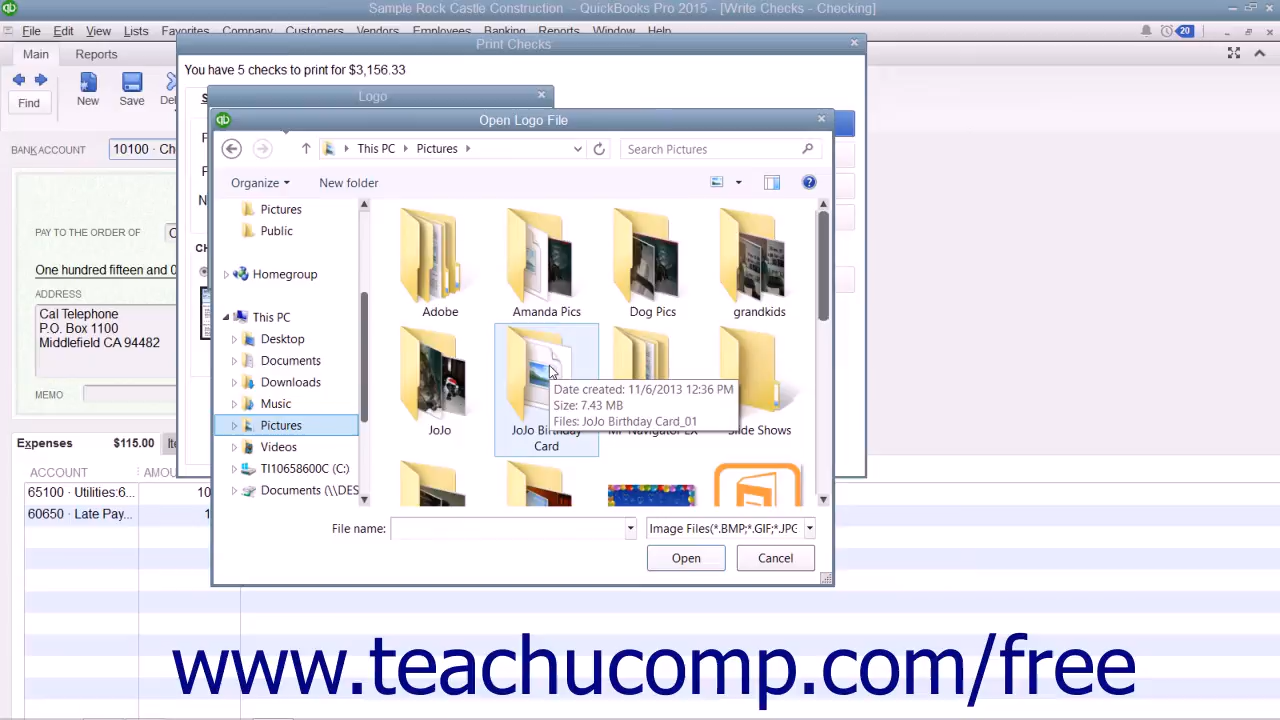 Sample Rock Castle Construction - QuickBooks Pro 2015 - [Write Checks - Checking]
File Edit View Lists Favorites Company Customers Vendors Employees Banking Reports Window Help 20
Main Reports
Print Checks
You have 5 checks to print for $3,156.33
Find New Save
Logo
Open Logo File
BANK ACCOUNT 10100 ·
This PC Pictures Search Pictures
Organize New folder
PAY TO THE ORDER OF
One hundred fifteen and
ADDRESS
Cal Telephone
P.O. Box 1100
Middlefield CA 94482
MEMO
Pictures
Public
Homegroup
This PC
Desktop
Documents
Downloads
Music
Pictures
Videos
TI10658600C (C:)
Documents (\\DES
Adobe Amanda Pics Dog Pics grandkids
JoJo JoJo Birthday Card Slide Shows
Date created: 11/6/2013 12:36 PM
Size: 7.43 MB
Files: JoJo Birthday Card_01
File name: Image Files(*.BMP;*.GIF;*.JPG
Open Cancel
Expenses $115.00
ACCOUNT AMOU
65100 · Utilities:6... 10
60650 · Late Pay... 1
www.teachucomp.com/free